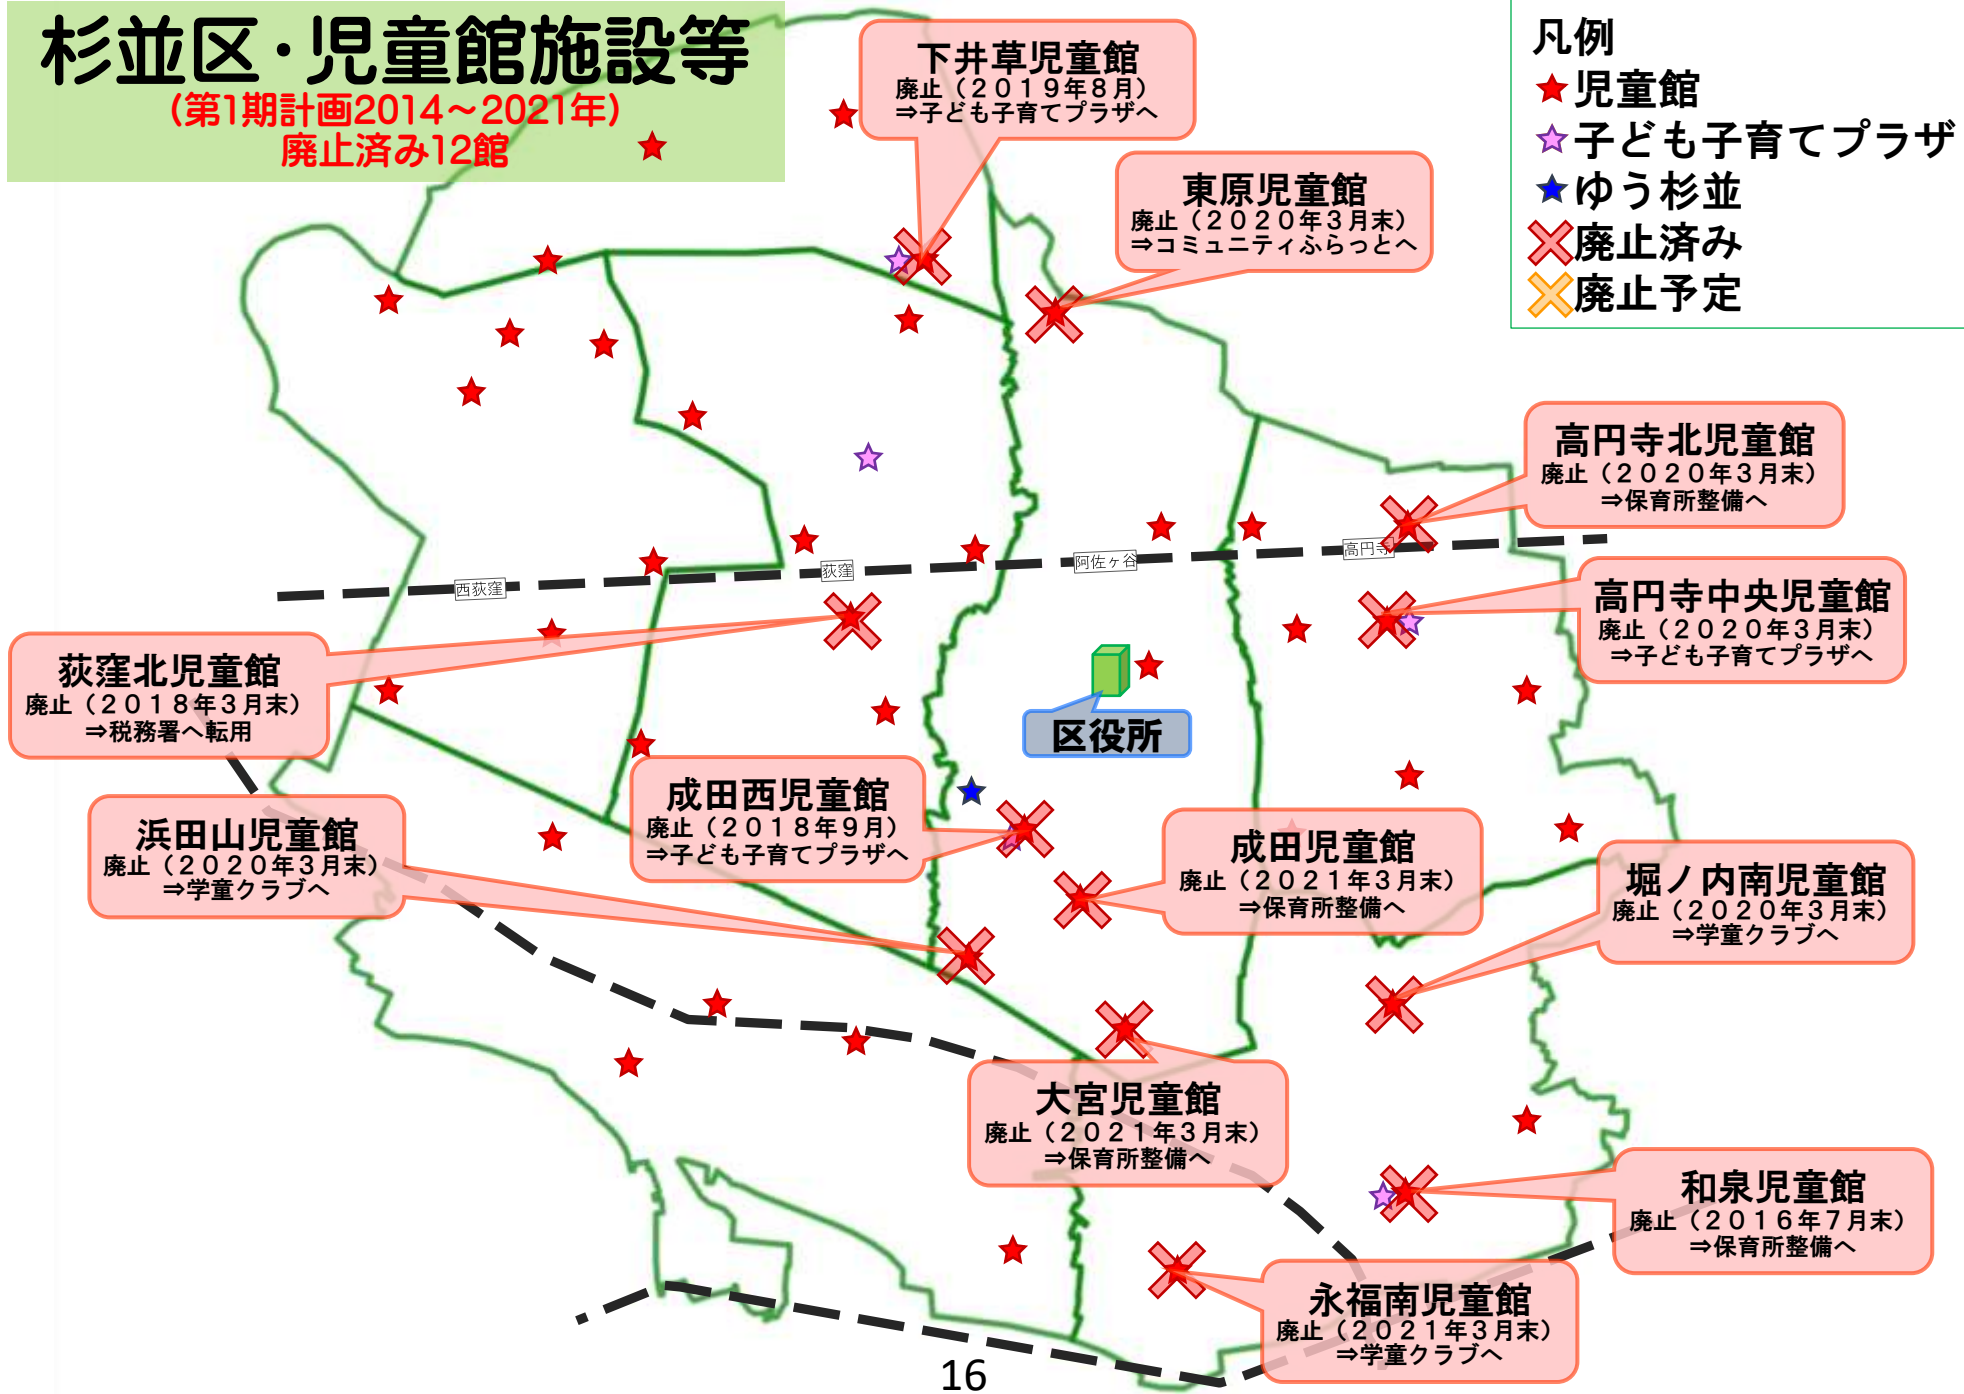 杉並区・児童館施設等
(第1期計画2014～2021年)
廃止済み12館
凡例
児童館
子ども子育てプラザ
ゆう杉並
廃止済み
廃止予定
下井草児童館
廃止（２０１９年８月）
⇒子ども子育てプラザへ
東原児童館
廃止（２０２０年３月末）
⇒コミュニティふらっとへ
高円寺北児童館
廃止（２０２０年３月末）
⇒保育所整備へ
高円寺中央児童館
廃止（２０２０年３月末）
⇒子ども子育てプラザへ
西荻窪
荻窪
阿佐ヶ谷
高円寺
荻窪北児童館
廃止（２０１８年３月末）
⇒税務署へ転用
区役所
浜田山児童館
廃止（２０２０年３月末）
⇒学童クラブへ
成田西児童館
廃止（２０１８年９月）
⇒子ども子育てプラザへ
成田児童館
廃止（２０２１年３月末）
⇒保育所整備へ
堀ノ内南児童館
廃止（２０２０年３月末）
⇒学童クラブへ
大宮児童館
廃止（２０２１年３月末）
⇒保育所整備へ
和泉児童館
廃止（２０１６年７月末）
⇒保育所整備へ
永福南児童館
廃止（２０２１年３月末）
⇒学童クラブへ
16